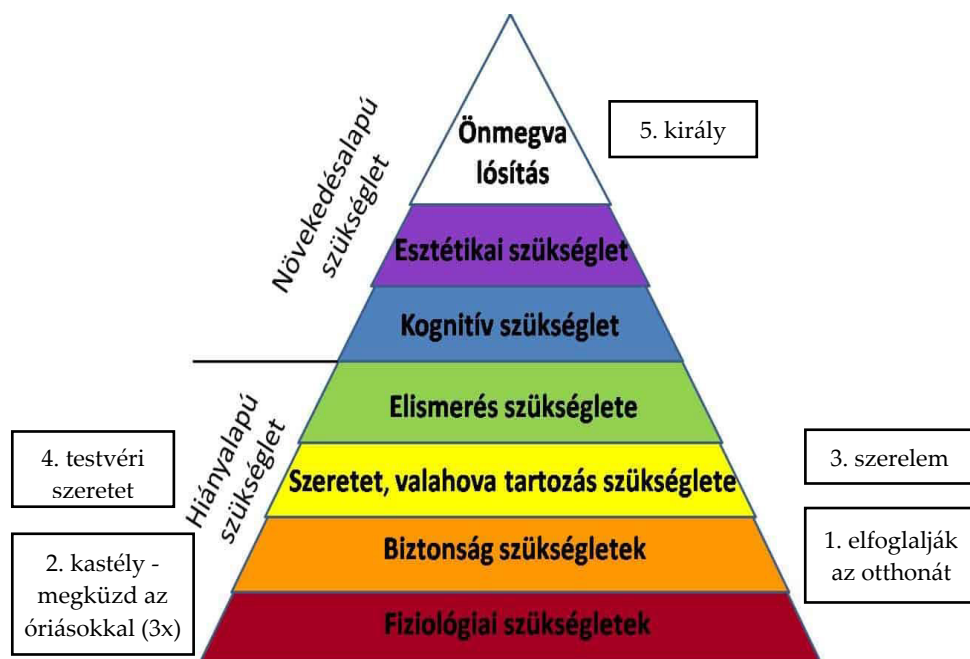 Önmegva
lósítás
5. király
Növekedésalapú
szükséglet
Esztétikai szükséglet
Kognitív szükséglet
Elismerés szükséglete
Hiányalapú
szükséglet
4. testvéri
szeretet
Szeretet, valahova tartozás szükséglete
3. szerelem
2. kastély -
megküzd az
óriásokkal (3x)
Biztonság szükségletek
1. elfoglalják
az otthonát
Fiziológiai szükségletek